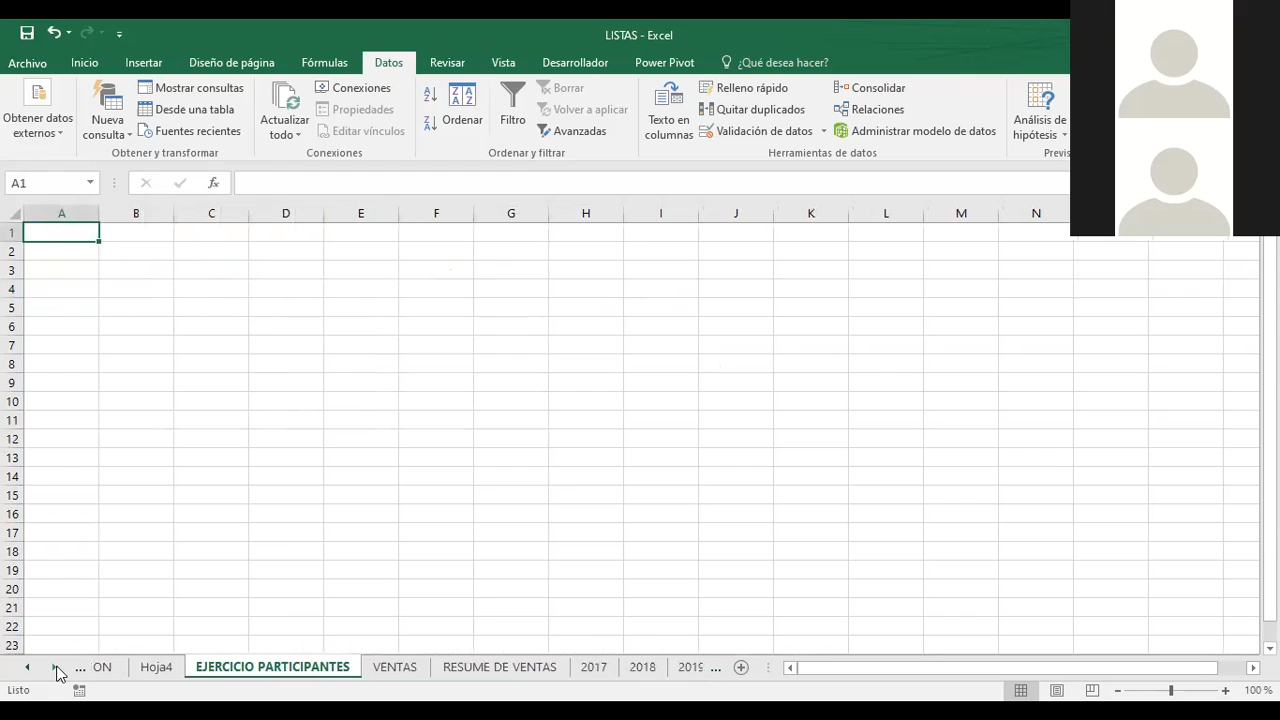 LISTAS - Excel
Archivo Inicio Insertar Diseño de página Fórmulas Datos Revisar Vista Desarrollador Power Pivot ¿Qué desea hacer?
Obtener datos externos
Nueva consulta
Mostrar consultas
Desde una tabla
Fuentes recientes
Obtener y transformar
Actualizar todo
Conexiones
Propiedades
Editar vínculos
Conexiones
Ordenar
Filtro
Borrar
Volver a aplicar
Avanzadas
Ordenar y filtrar
Texto en columnas
Relleno rápido
Quitar duplicados
Validación de datos
Consolidar
Relaciones
Administrar modelo de datos
Herramientas de datos
Análisis de hipótesis
Previs
A1 fx
A B C D E F G H I J K L M N
1
2
3
4
5
6
7
8
9
10
11
12
13
14
15
16
17
18
19
20
21
22
23
... ON Hoja4 EJERCICIO PARTICIPANTES VENTAS RESUME DE VENTAS 2017 2018 2019 ...
Listo 100 %